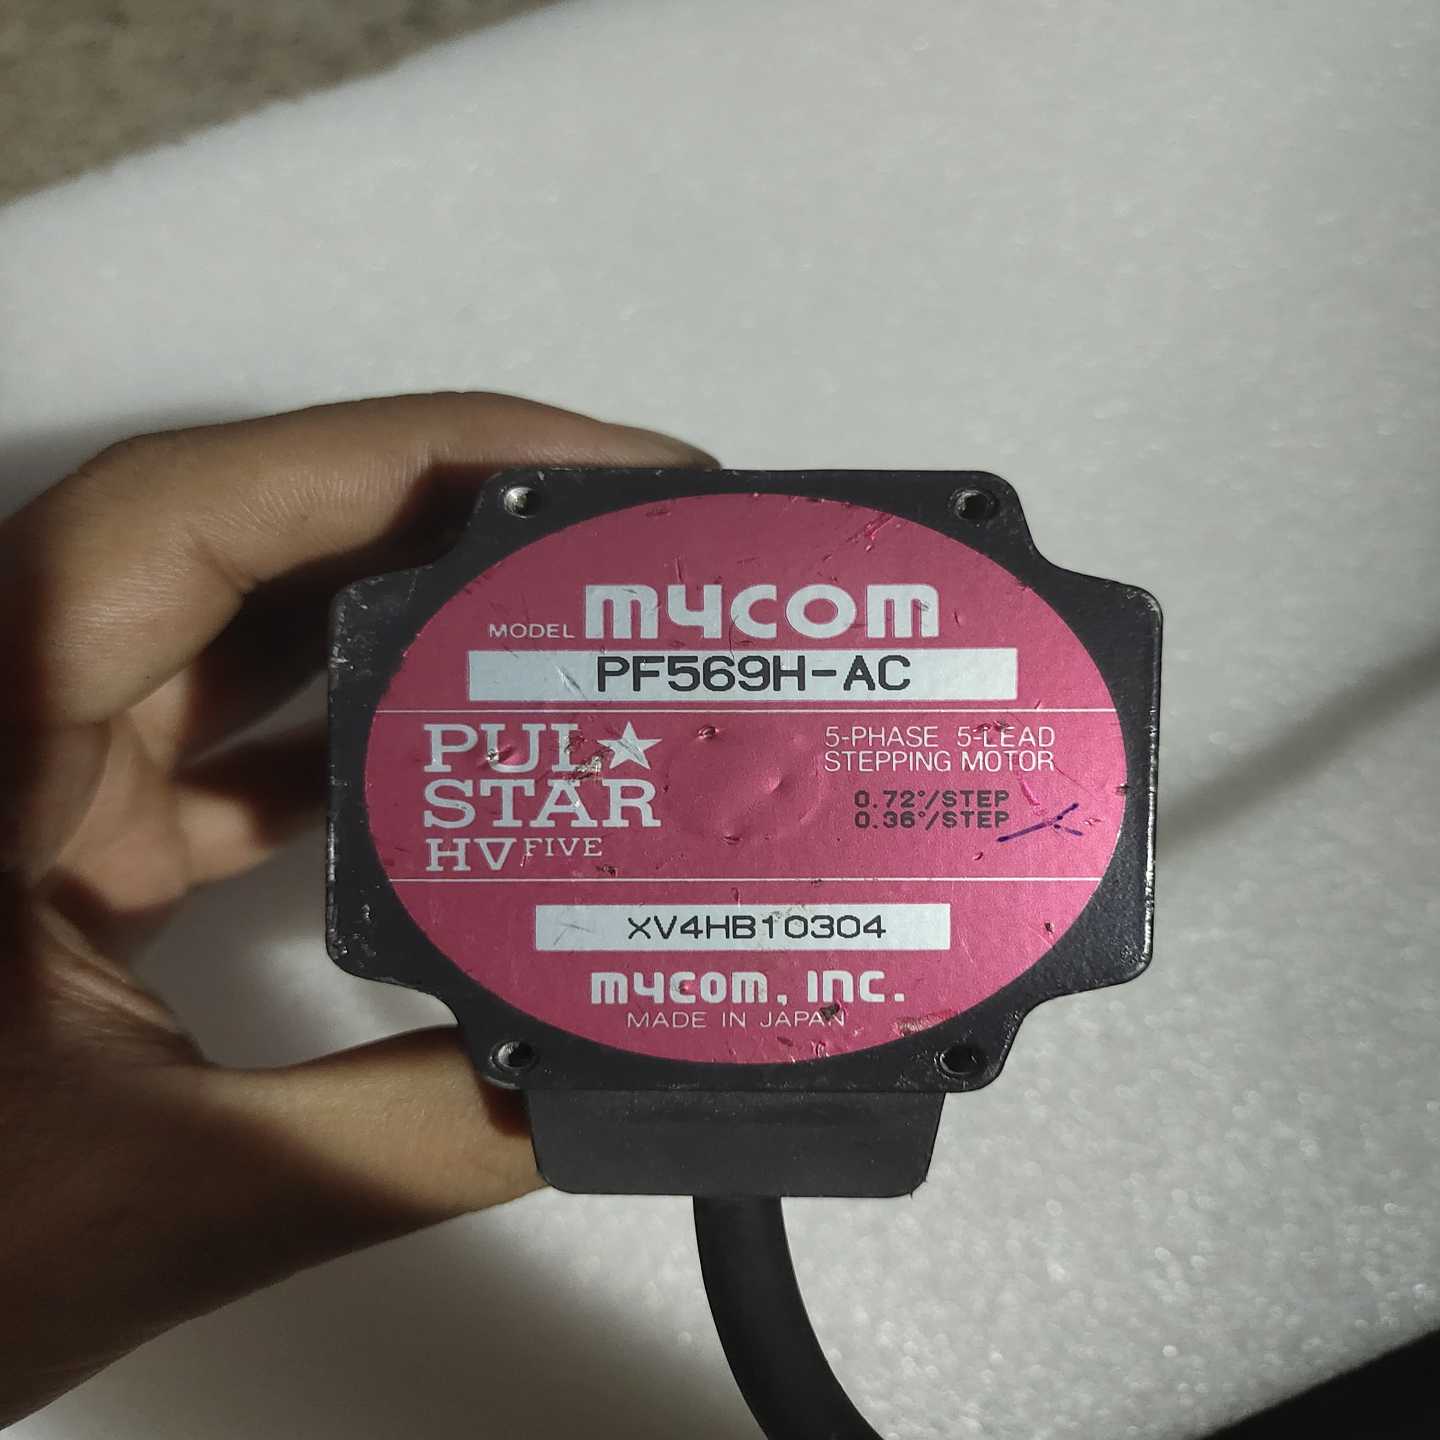 MODEL mycom
PF569H-AC
PUL★
STAR
HV FIVE
5-PHASE 5-LEAD
STEPPING MOTOR
0.72°/STEP
0.36°/STEP
XV4HB10304
mycom, INC.
MADE IN JAPAN